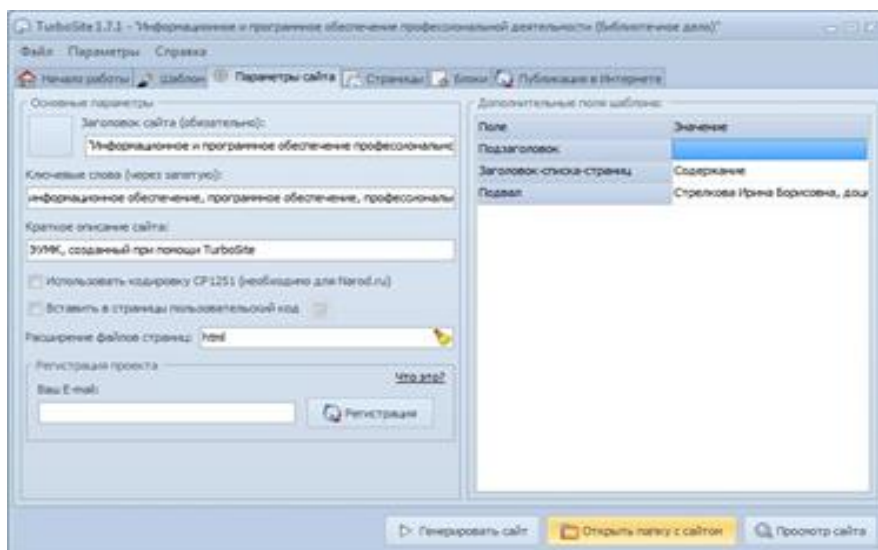 TurboSite 1.7.1 - "Информационное и программное обеспечение профессиональной деятельности (библиотечное дело)"
Файл Параметры Справка
Начало работы Шаблон Параметры сайта Страницы Блоки Публикация в Интернете
Основные параметры
Заголовок сайта (обязательно):
"Информационное и программное обеспечение профессионально
Ключевые слова (через запятую):
информационное обеспечение, программное обеспечение, профессиональн
Краткое описание сайта:
ЭУМК, созданный при помощи TurboSite
Использовать кодировку CP1251 (необходимо для Narod.ru)
Вставить в страницы пользовательский код
Расширение файлов страниц: html
Регистрация проекта
Что это?
Ваш E-mail:
Регистрация
Дополнительные поля шаблона:
Поле Значение
Подзаголовок
Заголовок-списка-страниц Содержание
Подвал Стрелкова Ирина Борисовна, доц
Генерировать сайт Открыть папку с сайтом Просмотр сайта